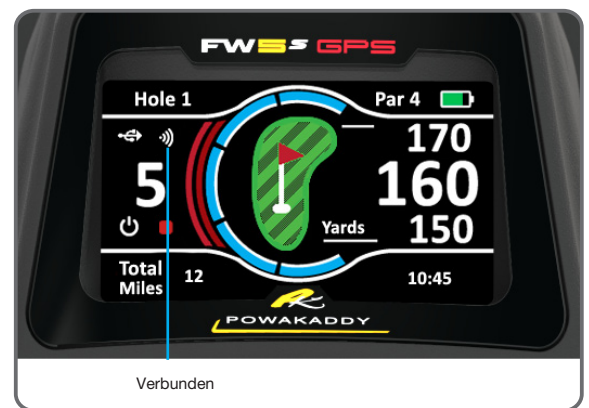 FW5s GPS
Hole 1
Par 4
170
5
160
Yards
150
Total
Miles
12
10:45
POWAKADDY
Verbunden